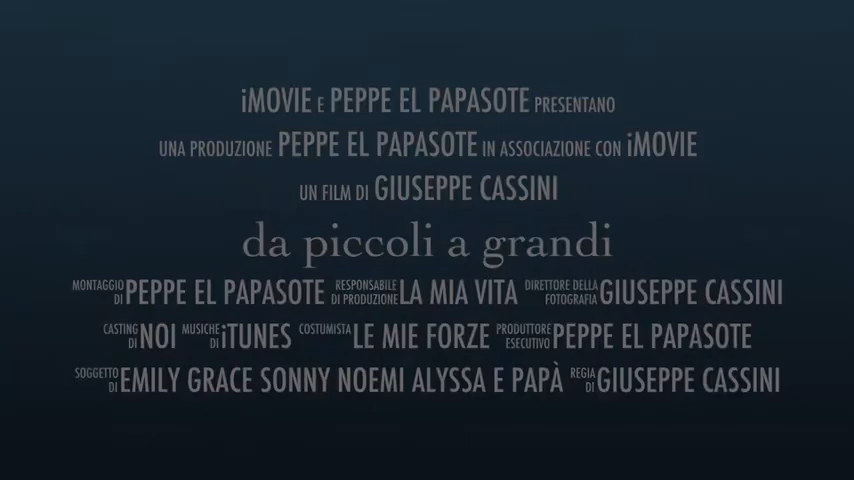 iMOVIE E PEPPE EL PAPASOTE PRESENTANO
UNA PRODUZIONE PEPPE EL PAPASOTE IN ASSOCIAZIONE CON iMOVIE
UN FILM DI GIUSEPPE CASSINI
da piccoli a grandi
MONTAGGIO DI PEPPE EL PAPASOTE RESPONSABILE DI PRODUZIONE LA MIA VITA DIRETTORE DELLA FOTOGRAFIA GIUSEPPE CASSINI
CASTING DI NOI MUSICHE DI iTUNES COSTUMISTA LE MIE FORZE PRODUTTORE ESECUTIVO PEPPE EL PAPASOTE
SOGGETTO DI EMILY GRACE SONNY NOEMI ALYSSA E PAPÀ REGIA DI GIUSEPPE CASSINI